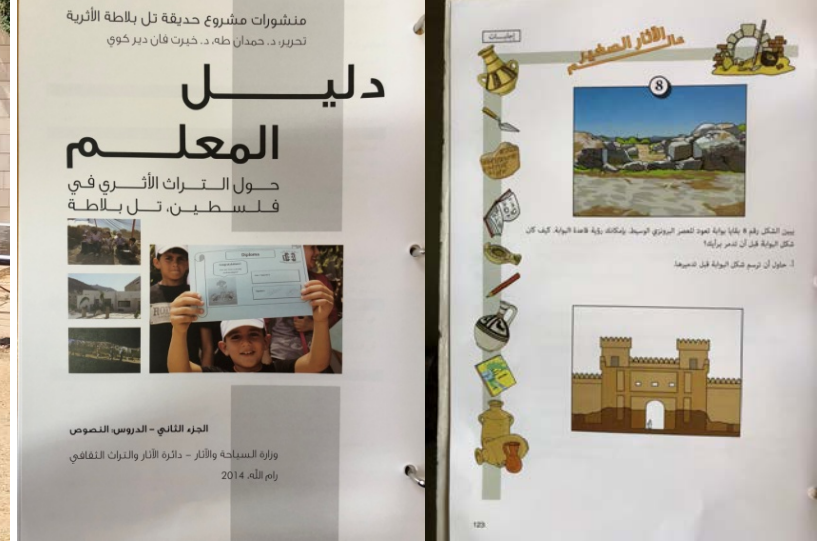 منشورات مشروع حديقة تل بلاطة الأثرية
تحرير: د. حمدان طه، د. خيرت فان دير كوي
دليل
المعلم
حول التراث الأثري في
فلسطين، تل بلاطة
Diploma
الجزء الثاني – الدروس: النصوص
وزارة السياحة والآثار – دائرة الآثار والتراث الثقافي
رام الله، 2014
إجابات
عالم الآثار الصغير
8
يبين الشكل رقم 8 بقايا بوابة تعود للعصر البرونزي الوسيط. بإمكانك رؤية قاعدة البوابة. كيف كان
شكل البوابة قبل أن تدمر برأيك؟
أ. حاول أن ترسم شكل البوابة قبل تدميرها.
123